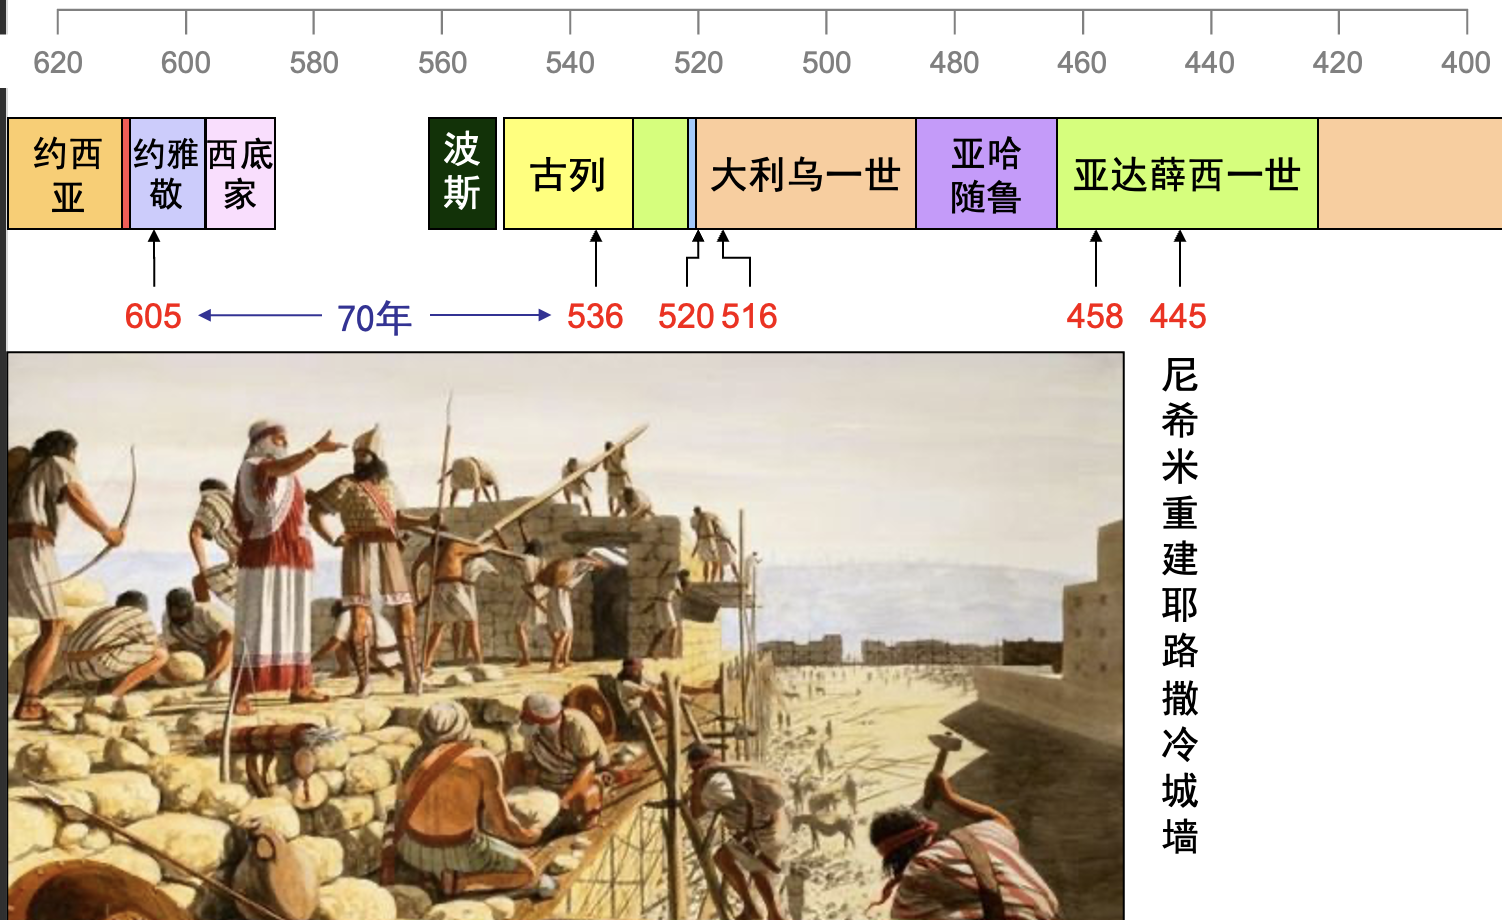 620 600 580 560 540 520 500 480 460 440 420 400
约西
亚
约雅
敬
西底
家
波
斯
古列
大利乌一世
亚哈
随鲁
亚达薛西一世
605 70年 536 520 516 458 445
尼
希
米
重
建
耶
路
撒
冷
城
墙